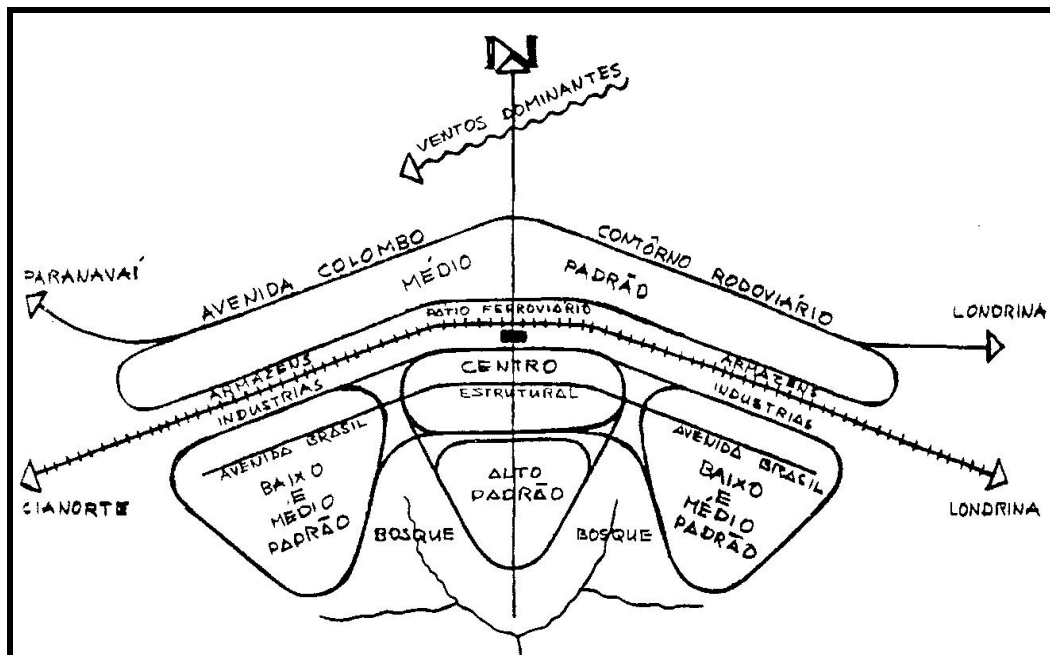 N
VENTOS DOMINANTES
AVENIDA COLOMBO
CONTÔRNO RODOVIÁRIO
PARANAVAÍ
MÉDIO
PADRÃO
LONDRINA
PÁTIO FERROVIÁRIO
ARMAZENS
ARMAZENS
INDUSTRIAS
CENTRO
INDUSTRIAS
ESTRUTURAL
AVENIDA BRASIL
AVENIDA BRASIL
CIANORTE
BAIXO
E
MÉDIO
PADRÃO
BOSQUE
ALTO
PADRÃO
BOSQUE
BAIXO
E
MÉDIO
PADRÃO
LONDRINA